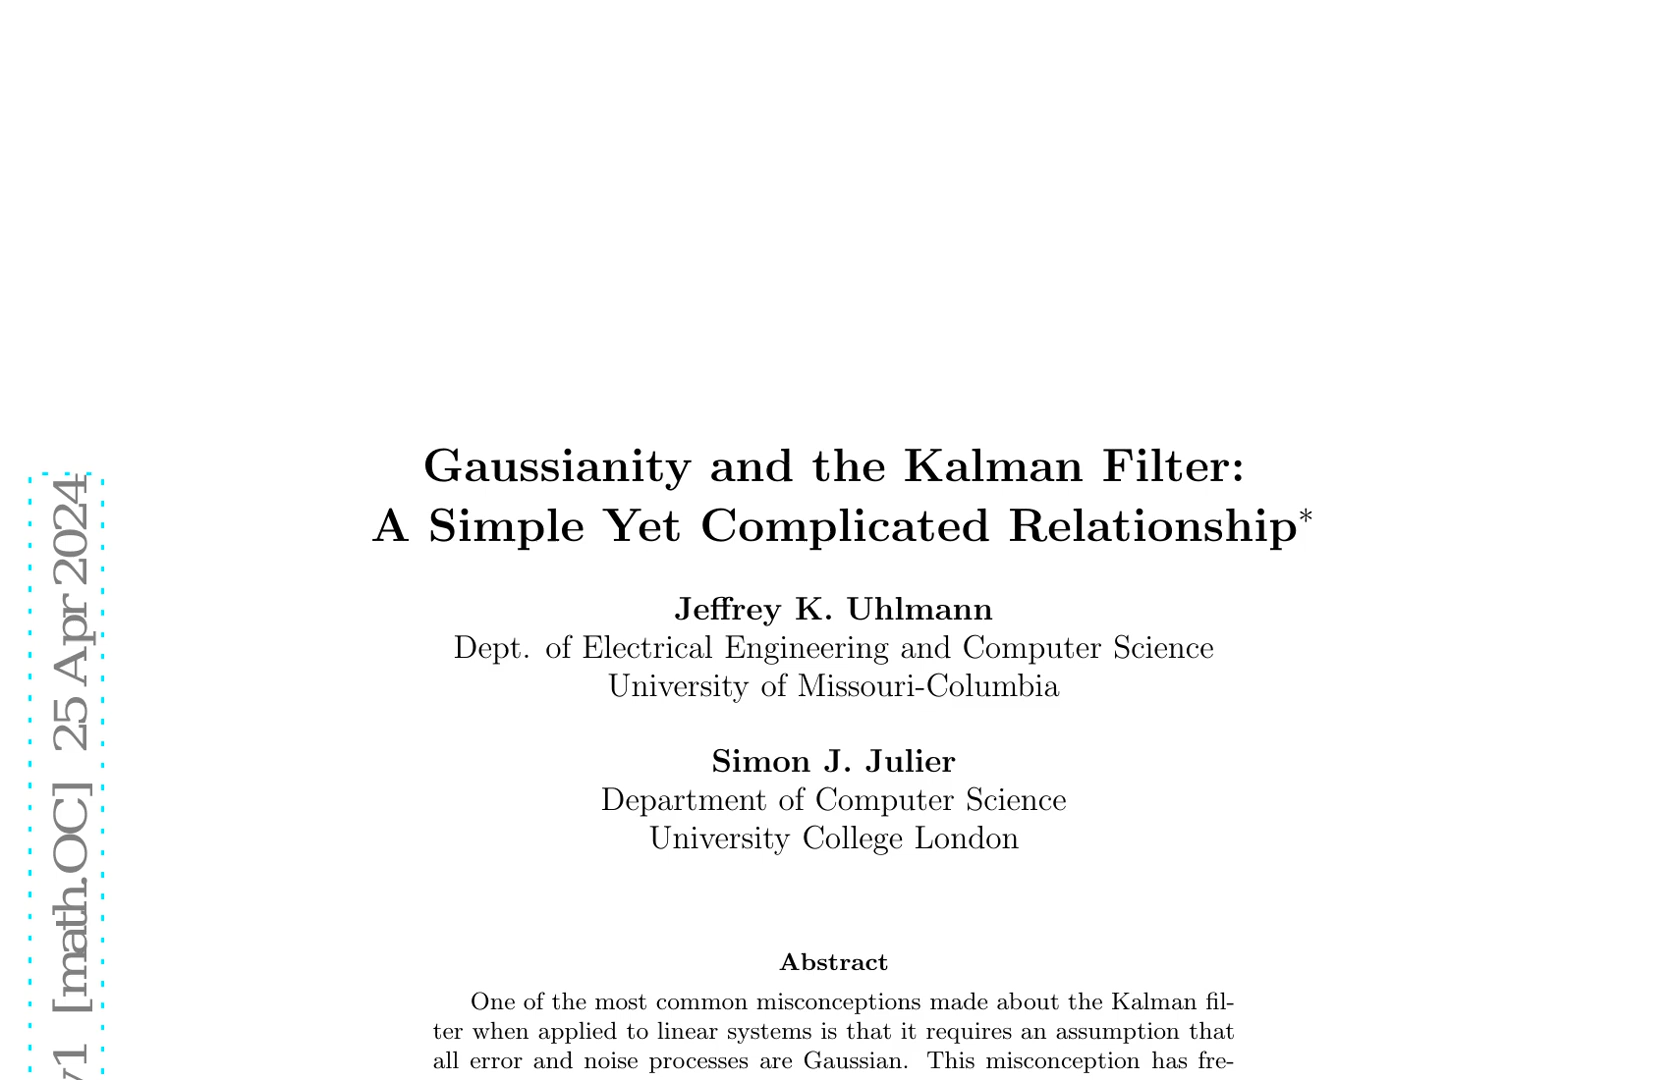 Gaussianity and the Kalman Filter:
A Simple Yet Complicated Relationship*
Jeffrey K. Uhlmann
Dept. of Electrical Engineering and Computer Science
University of Missouri-Columbia
Simon J. Julier
Department of Computer Science
University College London
Abstract
One of the most common misconceptions made about the Kalman fil-
ter when applied to linear systems is that it requires an assumption that
all error and noise processes are Gaussian. This misconception has fre-
v1 [math.OC] 25 Apr 2024